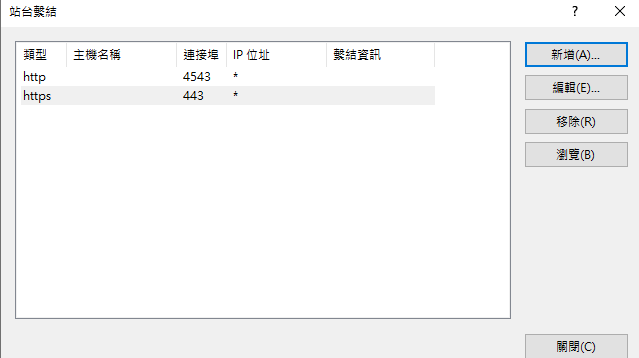 站台繫結
? ×
類型 主機名稱 連接埠 IP 位址 繫結資訊
http 4543 *
https 443 *
新增(A)...
編輯(E)...
移除(R)
瀏覽(B)
關閉(C)